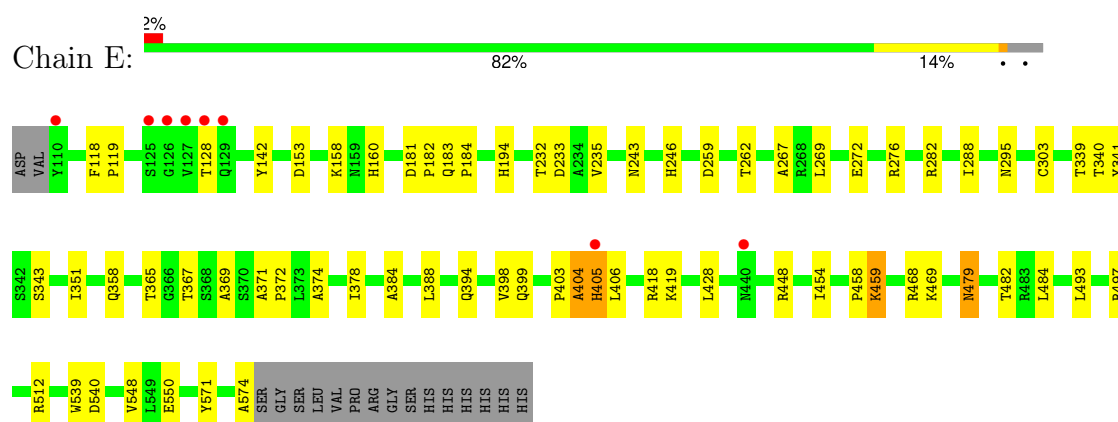 2%
Chain E:
82% 14% • •
ASP VAL Y110 F118 P119 S125 G126 V127 T128 Q129 Y142 D153 K158 N159 H160 D181 P182 Q183 P184 H194 T232 D233 A234 V235 N243 H246 D259 T262 A267 R268 L269 E272 R276 R282 I288 N295 C303 T339 T340 Y341
S342 S343 I351 Q358 T365 G366 T367 S368 A369 S370 A371 P372 L373 A374 I378 A384 L388 Q394 V398 Q399 P403 A404 H405 L406 R418 K419 L428 N440 R448 I454 P458 K459 R468 K469 N479 T482 R483 L484 L493
R512 W539 D540 V548 L549 E550 Y571 A574 SER GLY SER LEU VAL PRO ARG GLY SER HIS HIS HIS HIS HIS HIS